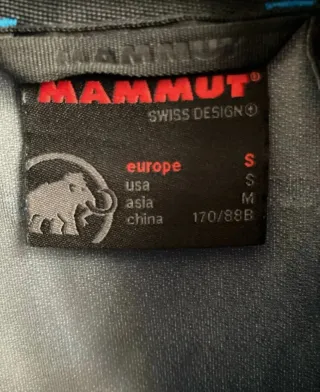 MAMMUT
MAMMUT®
SWISS DESIGN
europe S
usa S
asia M
china 170/88B